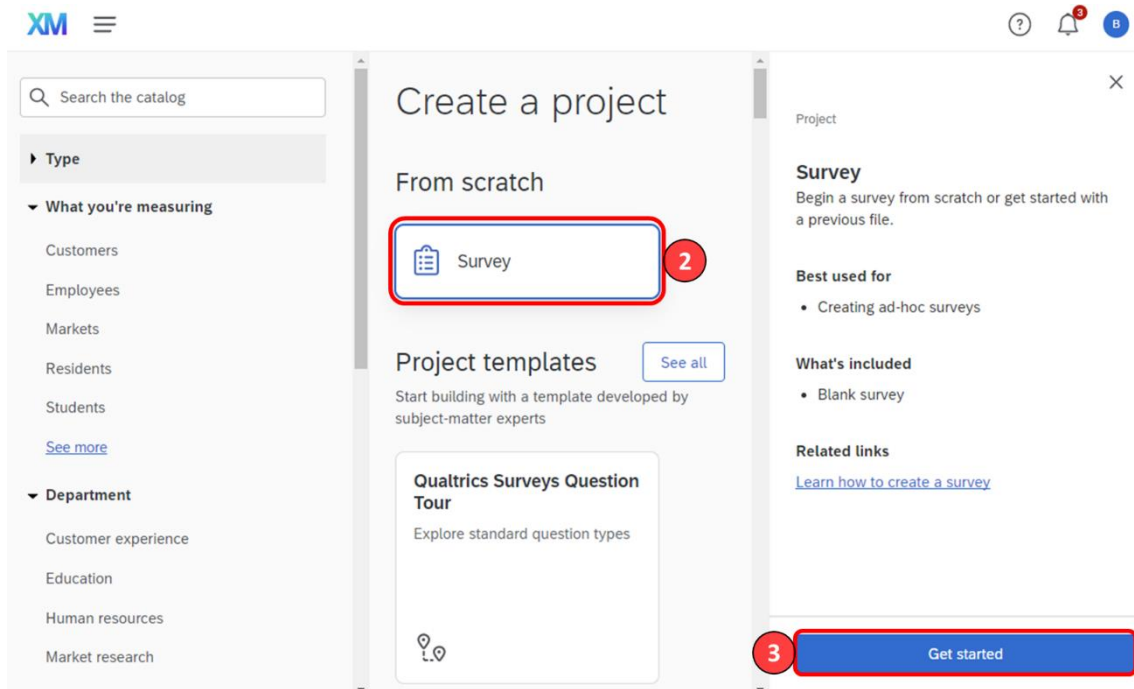 XM
3
B
Search the catalog
Type
What you're measuring
Customers
Employees
Markets
Residents
Students
See more
Department
Customer experience
Education
Human resources
Market research
Create a project
From scratch
Survey
2
Project templates
See all
Start building with a template developed by
subject-matter experts
Qualtrics Surveys Question
Tour
Explore standard question types
Project
Survey
Begin a survey from scratch or get started with
a previous file.
Best used for
• Creating ad-hoc surveys
What's included
• Blank survey
Related links
Learn how to create a survey
3
Get started